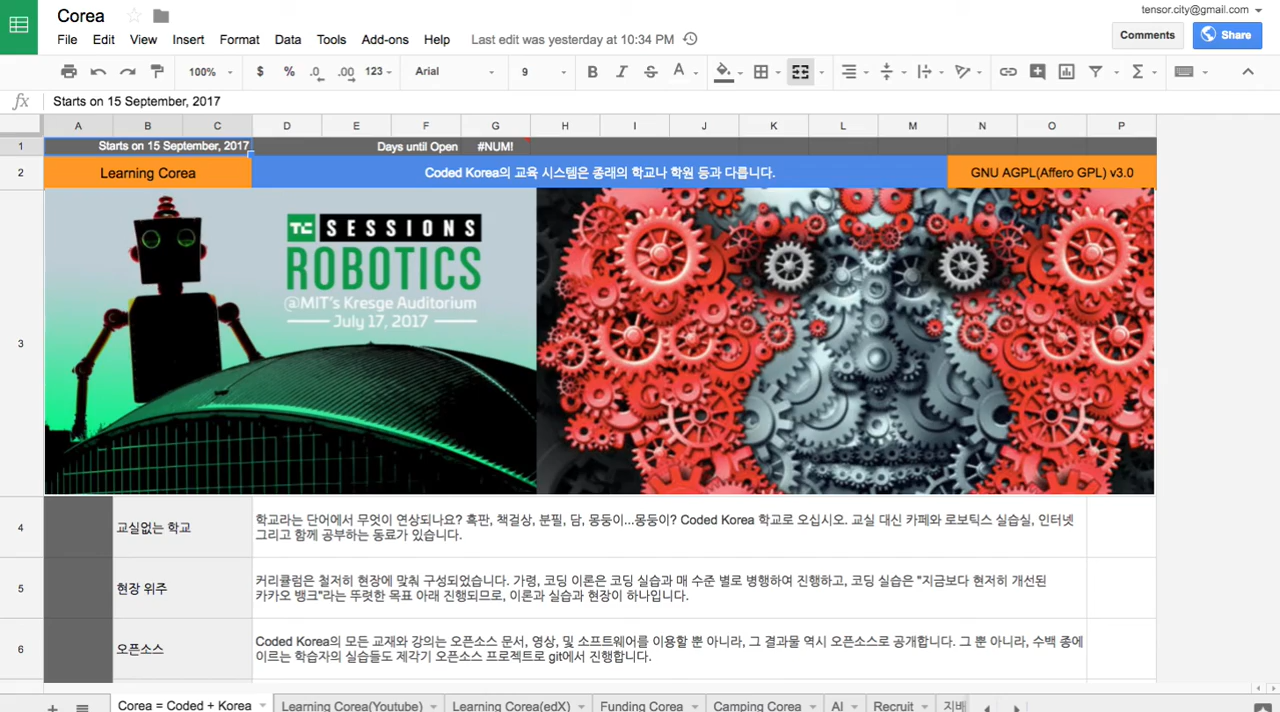 Corea
tensor.city@gmail.com
File Edit View Insert Format Data Tools Add-ons Help Last edit was yesterday at 10:34 PM
Comments Share
100% $ % .0 .00 123 Arial 9 B I S A
fx Starts on 15 September, 2017
A B C D E F G H I J K L M N O P
1 Starts on 15 September, 2017 Days until Open #NUM!
2 Learning Corea Coded Korea의 교육 시스템은 종래의 학교나 학원 등과 다릅니다. GNU AGPL(Affero GPL) v3.0
TC SESSIONS
ROBOTICS
@MIT's Kresge Auditorium
July 17, 2017
3
4 교실없는 학교
학교라는 단어에서 무엇이 연상되나요? 흑판, 책걸상, 분필, 담, 몽둥이...몽둥이? Coded Korea 학교로 오십시오. 교실 대신 카페와 로보틱스 실습실, 인터넷
그리고 함께 공부하는 동료가 있습니다.
5 현장 위주
커리큘럼은 철저히 현장에 맞춰 구성되었습니다. 가령, 코딩 이론은 코딩 실습과 매 수준 별로 병행하여 진행하고, 코딩 실습은 "지금보다 현저히 개선된
카카오 뱅크"라는 뚜렷한 목표 아래 진행되므로, 이론과 실습과 현장이 하나입니다.
6 오픈소스
Coded Korea의 모든 교재와 강의는 오픈소스 문서, 영상, 및 소프트웨어를 이용할 뿐 아니라, 그 결과물 역시 오픈소스로 공개합니다. 그 뿐 아니라, 수백 종에
이르는 학습자의 실습들도 제각기 오픈소스 프로젝트로 git에서 진행합니다.
Corea = Coded + Korea Learning Corea(Youtube) Learning Corea(edX) Funding Corea Camping Corea AI Recruit 지배